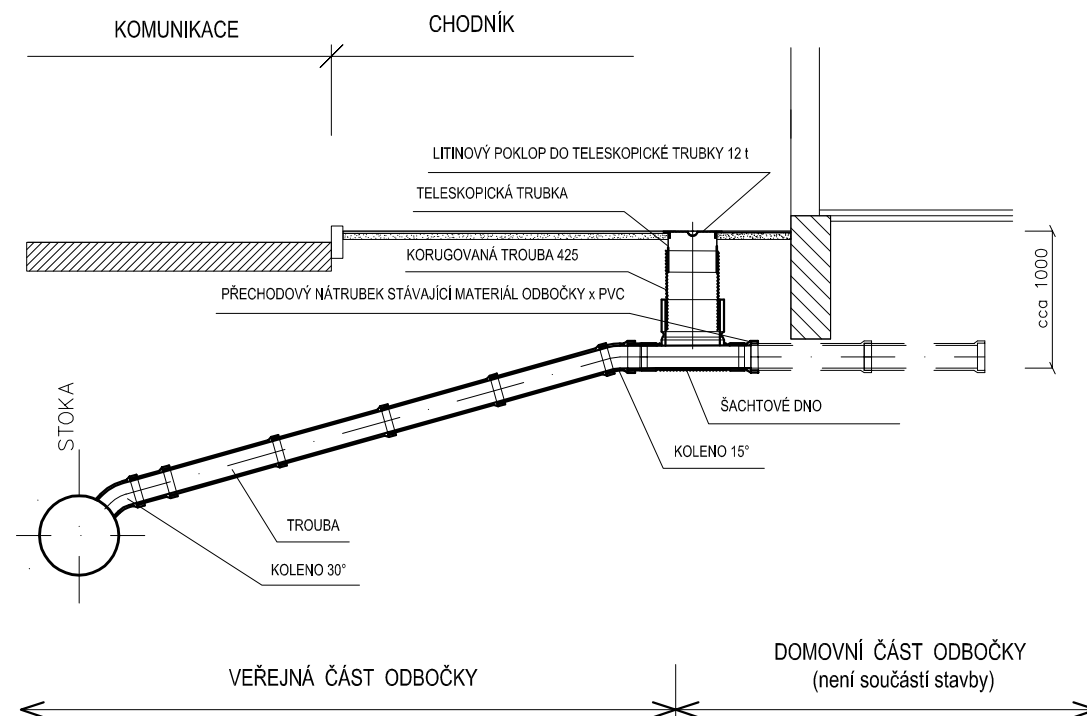 KOMUNIKACE
CHODNÍK
LITINOVÝ POKLOP DO TELESKOPICKÉ TRUBKY 12 t
TELESKOPICKÁ TRUBKA
KORUGOVANÁ TROUBA 425
PŘECHODOVÝ NÁTRUBEK STÁVAJÍCÍ MATERIÁL ODBOČKY x PVC
cca 1000
STOKA
ŠACHTOVÉ DNO
KOLENO 15°
TROUBA
KOLENO 30°
VEŘEJNÁ ČÁST ODBOČKY
DOMOVNÍ ČÁST ODBOČKY
(není součástí stavby)